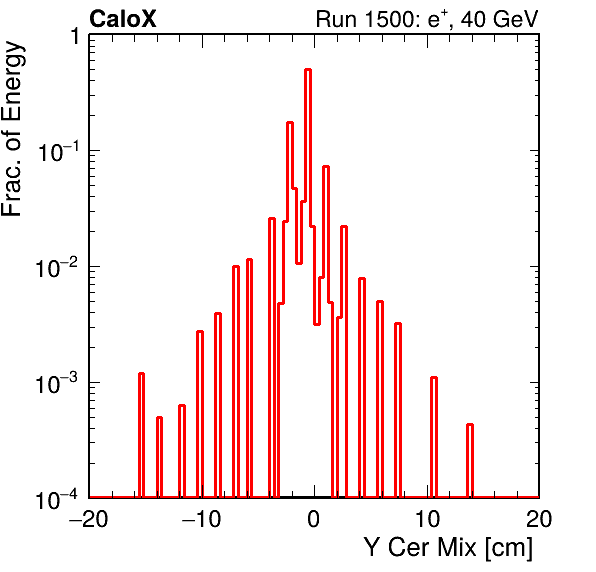 CaloX
Run 1500: e⁺, 40 GeV
Frac. of Energy
1
10⁻¹
10⁻²
10⁻³
10⁻⁴
−20 −10 0 10 20
Y Cer Mix [cm]